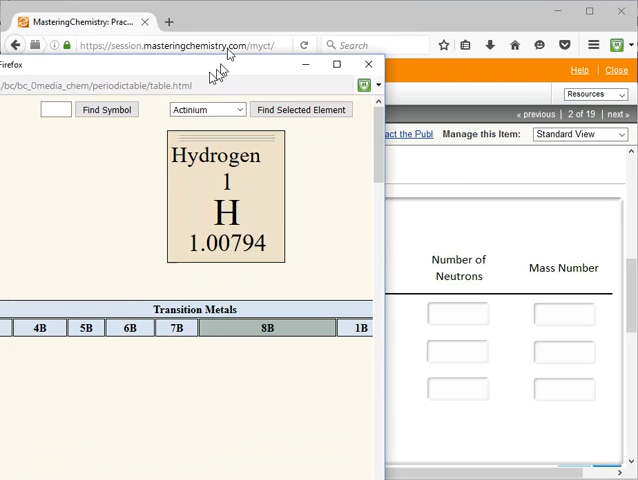 MasteringChemistry: Prac...
https://session.masteringchemistry.com/myct/
Search
Firefox
/bc/bc_0media_chem/periodictable/table.html
Help
Close
Resources
previous | 2 of 19 | next
Find Symbol
Actinium
Find Selected Element
act the Publ
Manage this Item:
Standard View
Hydrogen
1
H
1.00794
Number of
Neutrons
Mass Number
Transition Metals
4B 5B 6B 7B 8B 1B